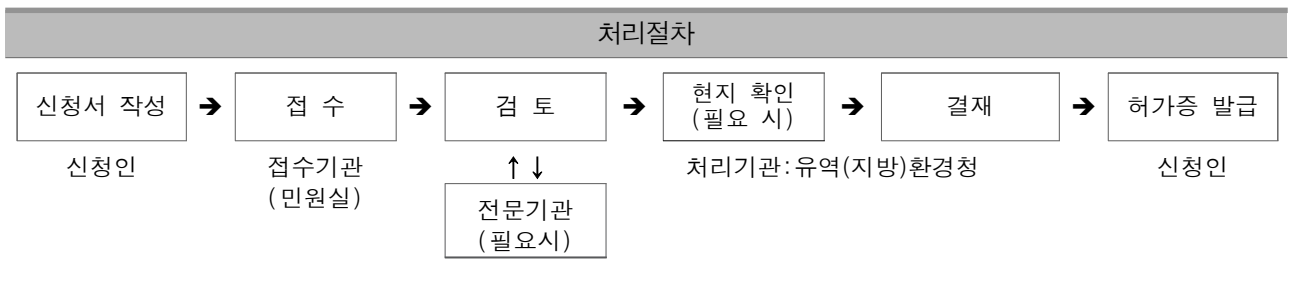 처리절차
신청서 작성 ➔ 접 수 ➔ 검 토 ➔ 현지 확인 (필요 시) ➔ 결재 ➔ 허가증 발급
신청인 접수기관 (민원실) ↑↓ 처리기관:유역(지방)환경청 신청인
전문기관
(필요시)